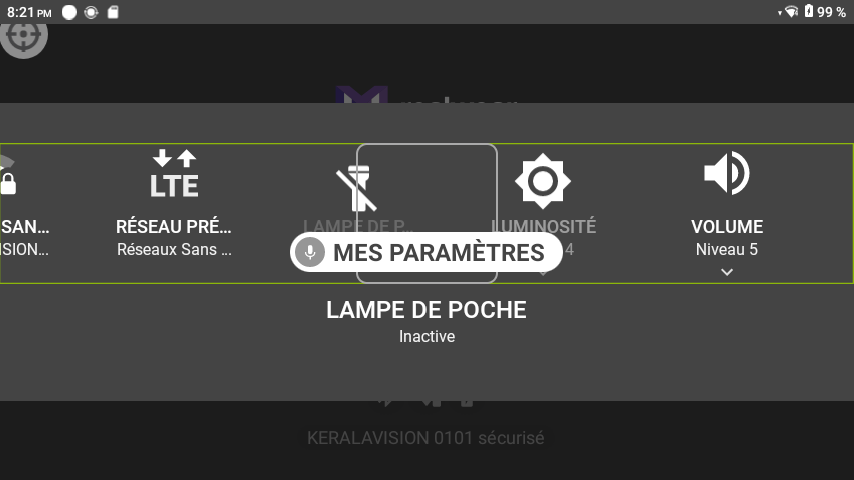 8:21 PM
99 %
SAN...
ISION...
LTE
RÉSEAU PRÉ...
Réseaux Sans ...
LAMPE DE P...
LUMINOSITÉ
4
VOLUME
Niveau 5
MES PARAMÈTRES
LAMPE DE POCHE
Inactive
KERALAVISION 0101 sécurisé